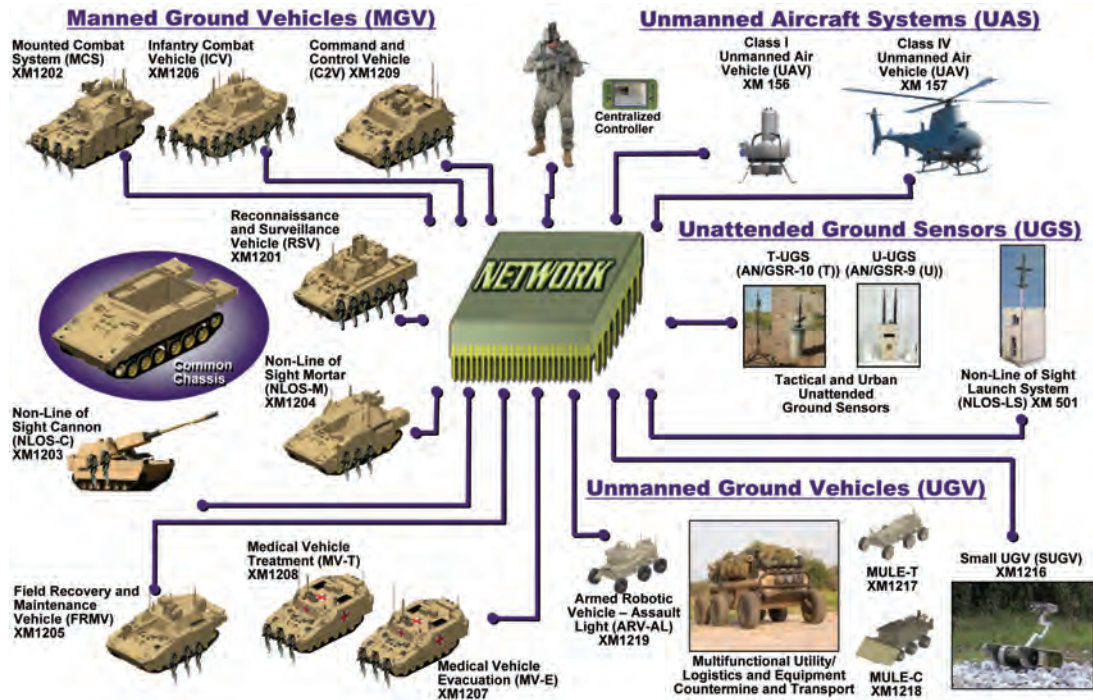 Manned Ground Vehicles (MGV)
Mounted Combat
System (MCS)
XM1202
Infantry Combat
Vehicle (ICV)
XM1206
Command and
Control Vehicle
(C2V) XM1209
Centralized
Controller
Unmanned Aircraft Systems (UAS)
Class I
Unmanned Air
Vehicle (UAV)
XM 156
Class IV
Unmanned Air
Vehicle (UAV)
XM 157
Reconnaissance
and Surveillance
Vehicle (RSV)
XM1201
NETWORK
Unattended Ground Sensors (UGS)
T-UGS
(AN/GSR-10 (T))
U-UGS
(AN/GSR-9 (U))
Tactical and Urban
Unattended
Ground Sensors
Non-Line of Sight
Launch System
(NLOS-LS) XM 501
Common
Chassis
Non-Line of
Sight Mortar
(NLOS-M)
XM1204
Non-Line of
Sight Cannon
(NLOS-C)
XM1203
Unmanned Ground Vehicles (UGV)
Medical Vehicle
Treatment (MV-T)
XM1208
Field Recovery and
Maintenance
Vehicle (FRMV)
XM1205
Medical Vehicle
Evacuation (MV-E)
XM1207
Armed Robotic
Vehicle – Assault
Light (ARV-AL)
XM1219
Multifunctional Utility/
Logistics and Equipment
Countermine and Transport
MULE-T
XM1217
MULE-C
XM1218
Small UGV (SUGV)
XM1216